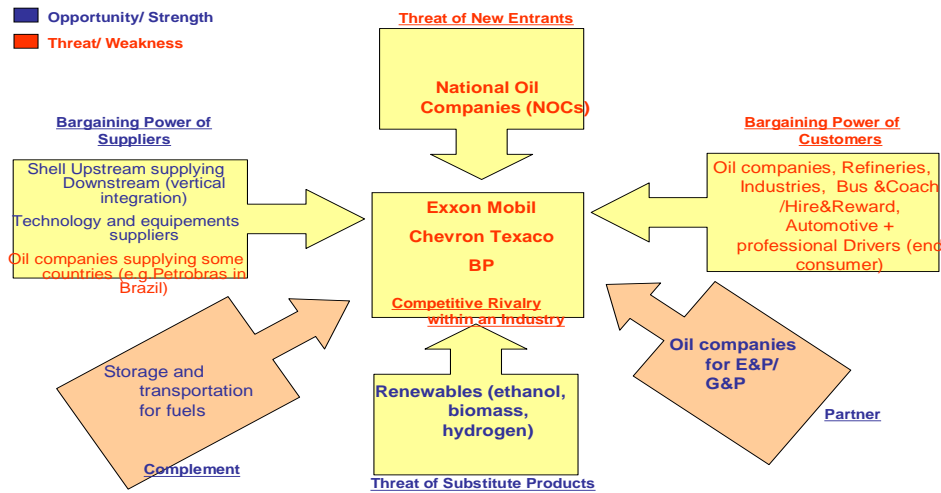 Opportunity/ Strength
Threat/ Weakness
Threat of New Entrants
National Oil
Companies (NOCs)
Bargaining Power of
Suppliers
Shell Upstream supplying
Downstream (vertical
integration)
Technology and equipements
suppliers
Oil companies supplying some
countries (e.g.Petrobras in
Brazil)
Exxon Mobil
Chevron Texaco
BP
Competitive Rivalry
within an Industry
Bargaining Power of
Customers
Oil companies, Refineries,
Industries, Bus &Coach
/Hire&Reward,
Automotive +
professional Drivers (end
consumer)
Storage and
transportation
for fuels
Complement
Renewables (ethanol,
biomass,
hydrogen)
Threat of Substitute Products
Oil companies
for E&P/
G&P
Partner